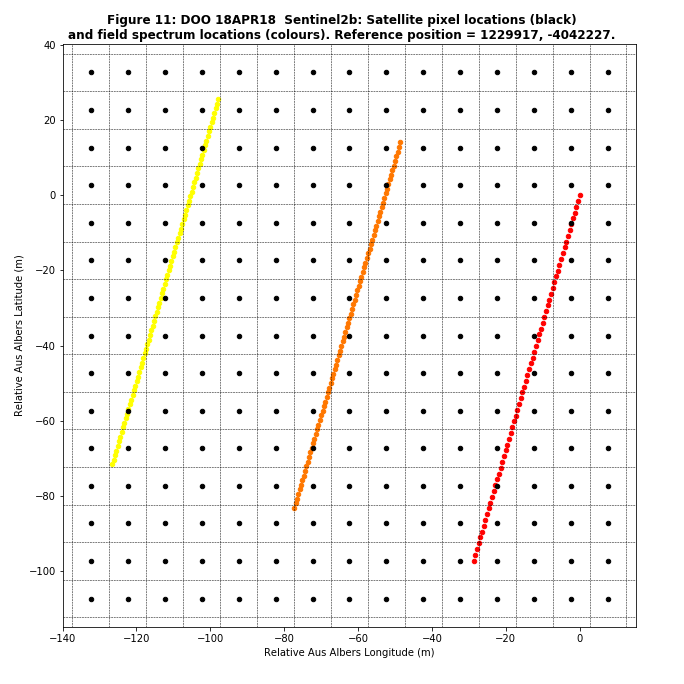 Figure 11: DOO 18APR18  Sentinel2b: Satellite pixel locations (black)
and field spectrum locations (colours). Reference position = 1229917, -4042227.
40
20
0
−20
−40
−60
−80
−100
Relative Aus Albers Latitude (m)
−140 −120 −100 −80 −60 −40 −20 0
Relative Aus Albers Longitude (m)